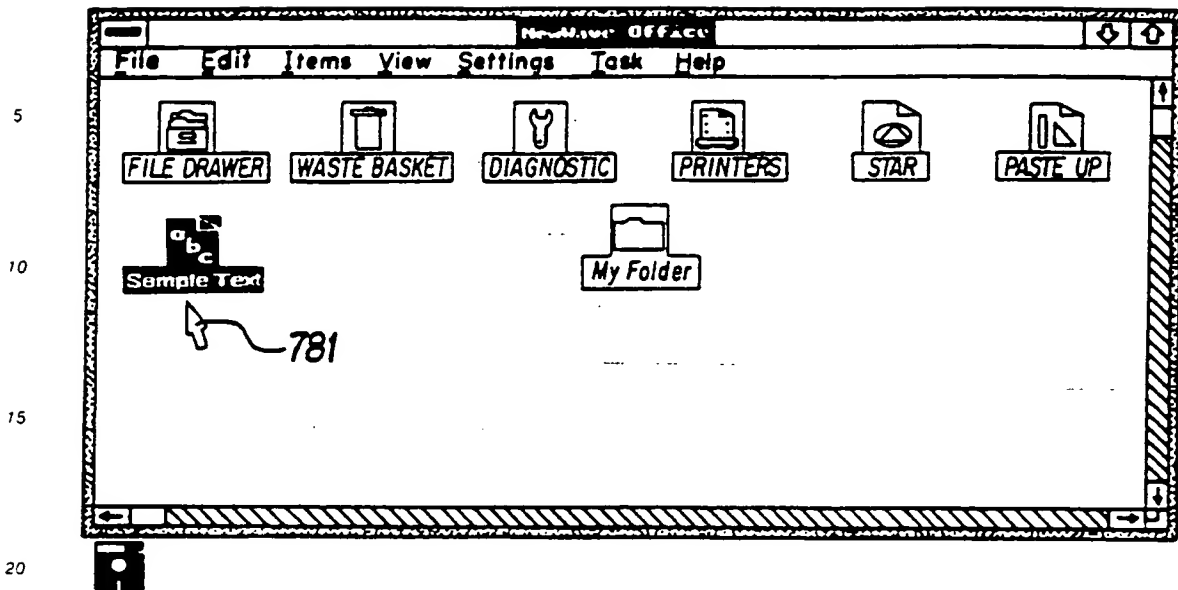 NewWave Office
File Edit Items View Settings Task Help
5
FILE DRAWER WASTE BASKET DIAGNOSTIC PRINTERS STAR PASTE UP
a
b
c
10
Sample Text My Folder
781
15
20